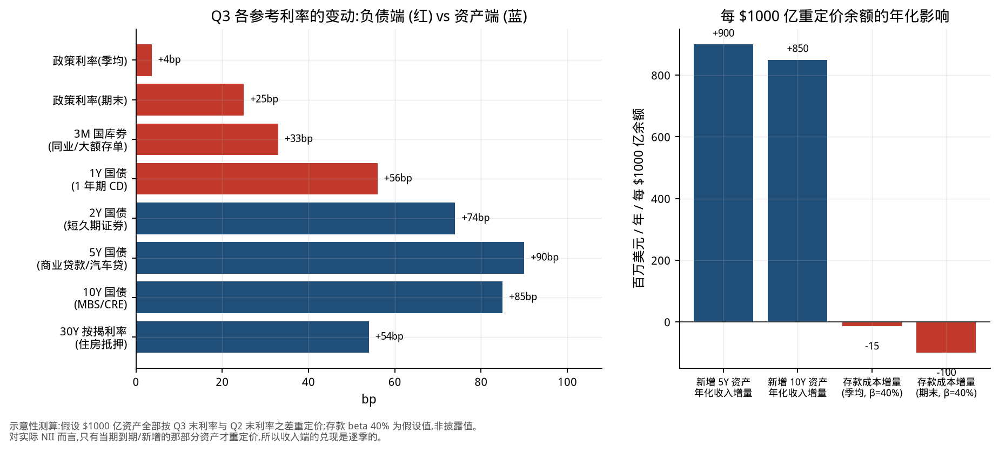 Q3 各参考利率的变动:负债端 (红) vs 资产端 (蓝)
政策利率(季均)
+4bp
政策利率(期末)
+25bp
3M 国库券
(同业/大额存单)
+33bp
1Y 国债
(1 年期 CD)
+56bp
2Y 国债
(短久期证券)
+74bp
5Y 国债
(商业贷款/汽车贷)
+90bp
10Y 国债
(MBS/CRE)
+85bp
30Y 按揭利率
(住房抵押)
+54bp
0
20
40
60
80
100
bp
每 $1000 亿重定价余额的年化影响
百万美元 / 年 / 每 $1000 亿余额
800
600
400
200
0
+900
+850
-15
-100
新增 5Y 资产
年化收入增量
新增 10Y 资产
年化收入增量
存款成本增量
(季均, β=40%)
存款成本增量
(期末, β=40%)
示意性测算:假设 $1000 亿资产全部按 Q3 末利率与 Q2 末利率之差重定价;存款 beta 40% 为假设值,非披露值。
对实际 NII 而言,只有当期到期/新增的那部分资产才重定价,所以收入端的兑现是逐季的。